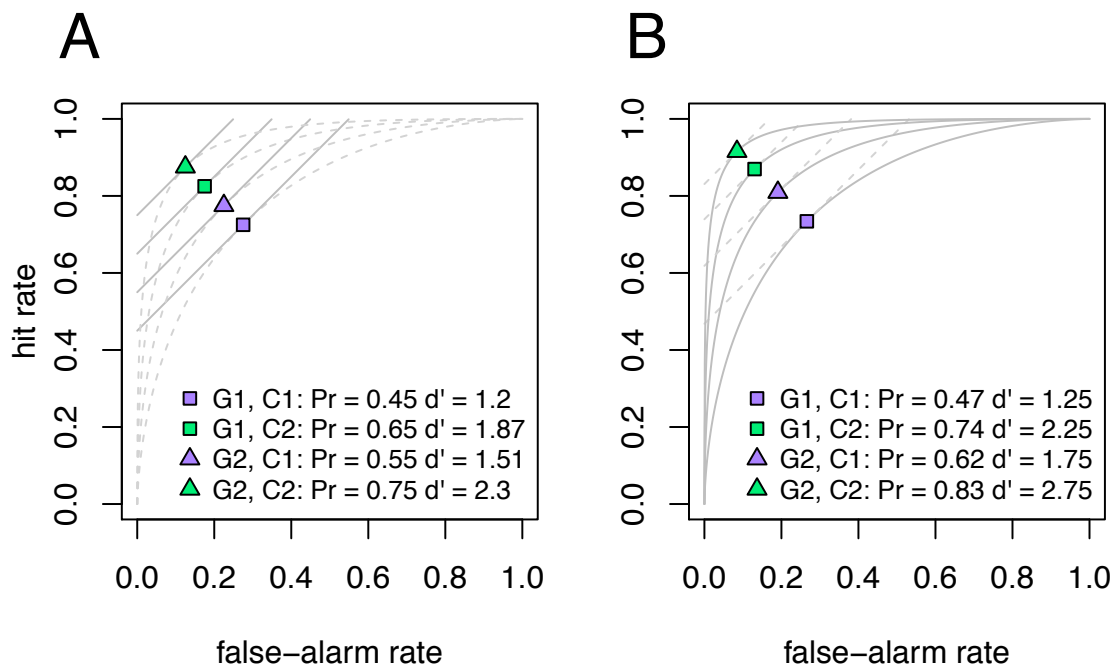 A
hit rate
1.0
0.8
0.6
0.4
0.2
0.0
G1, C1: Pr = 0.45 d' = 1.2
G1, C2: Pr = 0.65 d' = 1.87
G2, C1: Pr = 0.55 d' = 1.51
G2, C2: Pr = 0.75 d' = 2.3
0.0 0.2 0.4 0.6 0.8 1.0
false−alarm rate
B
1.0
0.8
0.6
0.4
0.2
0.0
G1, C1: Pr = 0.47 d' = 1.25
G1, C2: Pr = 0.74 d' = 2.25
G2, C1: Pr = 0.62 d' = 1.75
G2, C2: Pr = 0.83 d' = 2.75
0.0 0.2 0.4 0.6 0.8 1.0
false−alarm rate